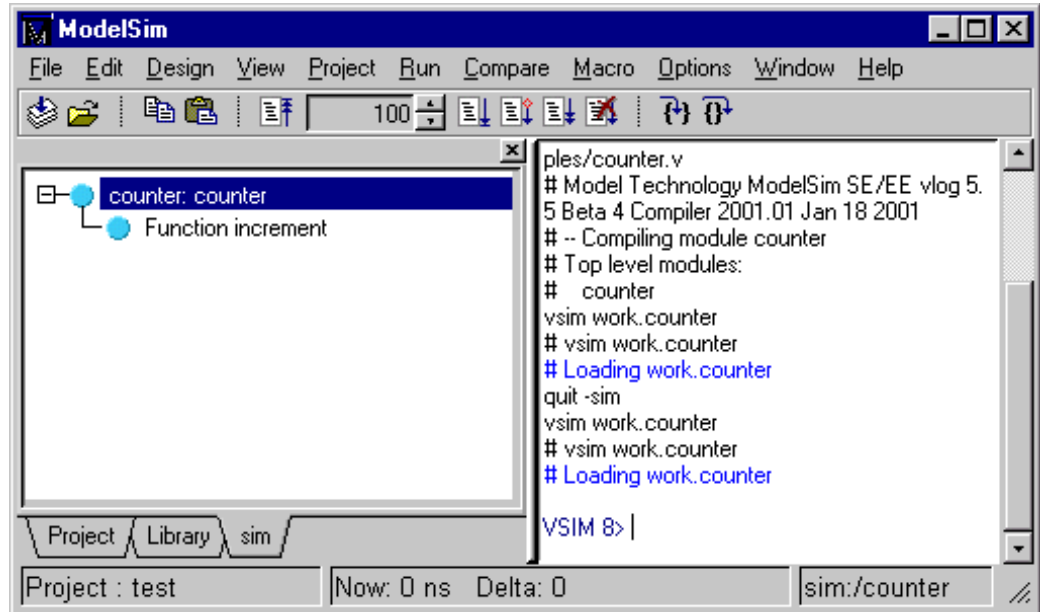 ModelSim
File Edit Design View Project Run Compare Macro Options Window Help
100
counter: counter
Function increment
Project Library sim
ples/counter.v
# Model Technology ModelSim SE/EE vlog 5.
5 Beta 4 Compiler 2001.01 Jan 18 2001
# -- Compiling module counter
# Top level modules:
# counter
vsim work.counter
# vsim work.counter
# Loading work.counter
quit -sim
vsim work.counter
# vsim work.counter
# Loading work.counter
VSIM 8>
Project : test Now: 0 ns Delta: 0 sim:/counter